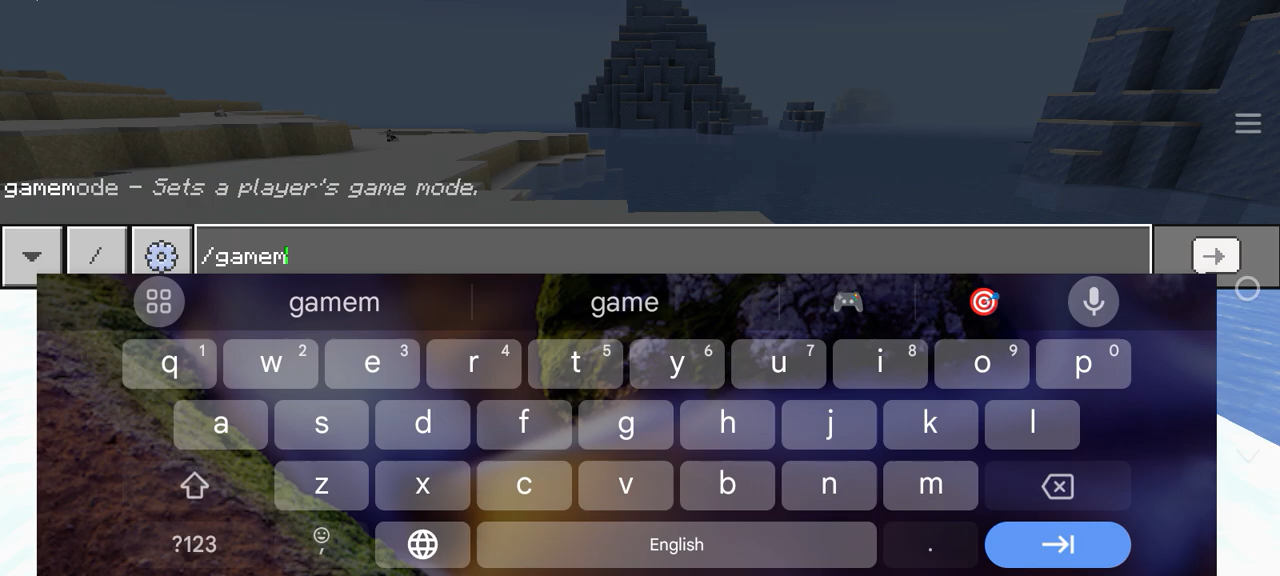 gamemode – Sets a player's game mode.
/
/gamem
gamem game
q 1 w 2 e 3 r 4 t 5 y 6 u 7 i 8 o 9 p 0
a s d f g h j k l
z x c v b n m
?123 , English .